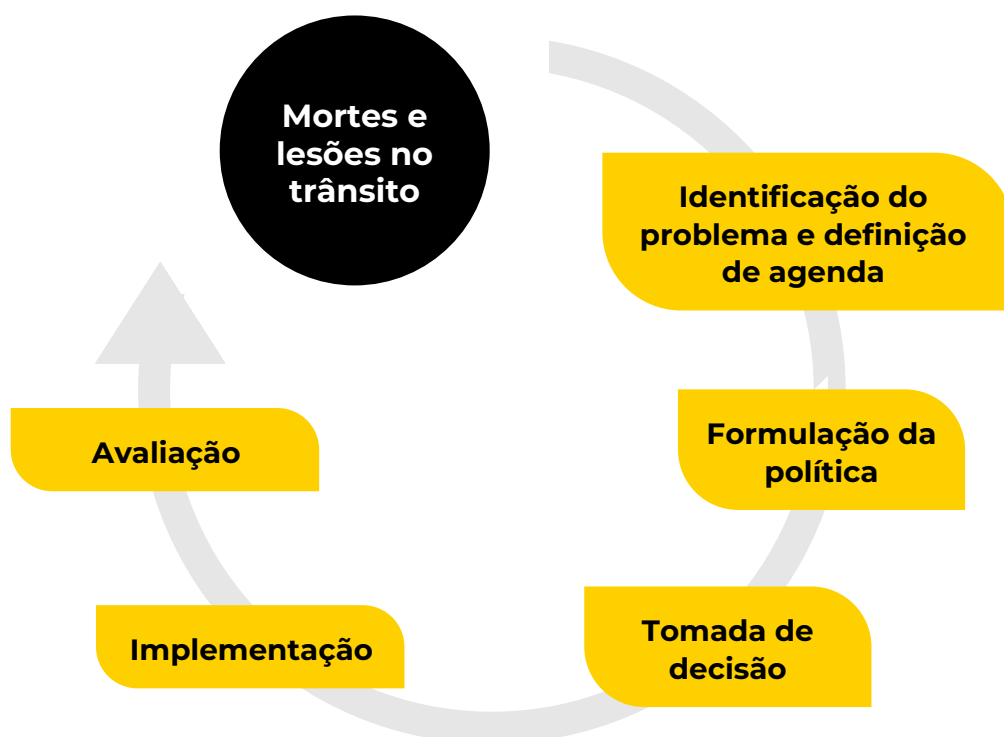 Mortes e
lesões no
trânsito
Identificação do
problema e definição
de agenda
Formulação da
política
Tomada de
decisão
Implementação
Avaliação